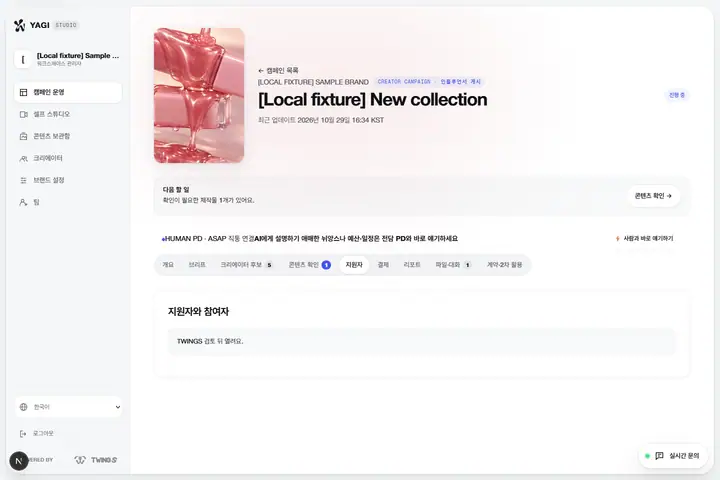 YAGI STUDIO
[ [Local fixture] Sample ...
워크스페이스 관리자
캠페인 운영
셀프 스튜디오
콘텐츠 보관함
크리에이터
브랜드 설정
팀
한국어
로그아웃
N
WERED BY TWINGS
← 캠페인 목록
[LOCAL FIXTURE] SAMPLE BRAND CREATOR CAMPAIGN · 인플루언서 게시
[Local fixture] New collection
최근 업데이트 2026년 10월 29일 16:34 KST
진행 중
다음 할 일
확인이 필요한 제작물 1개가 있어요.
콘텐츠 확인 →
HUMAN PD · ASAP 직통 연결AI에게 설명하기 애매한 뉘앙스나 예산·일정은 전담 PD와 바로 얘기하세요
사람과 바로 얘기하기
개요 브리프 크리에이터 후보 5 콘텐츠 확인 1 지원자 결제 리포트 파일·대화 1 계약·2차 활용
지원자와 참여자
TWINGS 검토 뒤 열려요.
실시간 문의